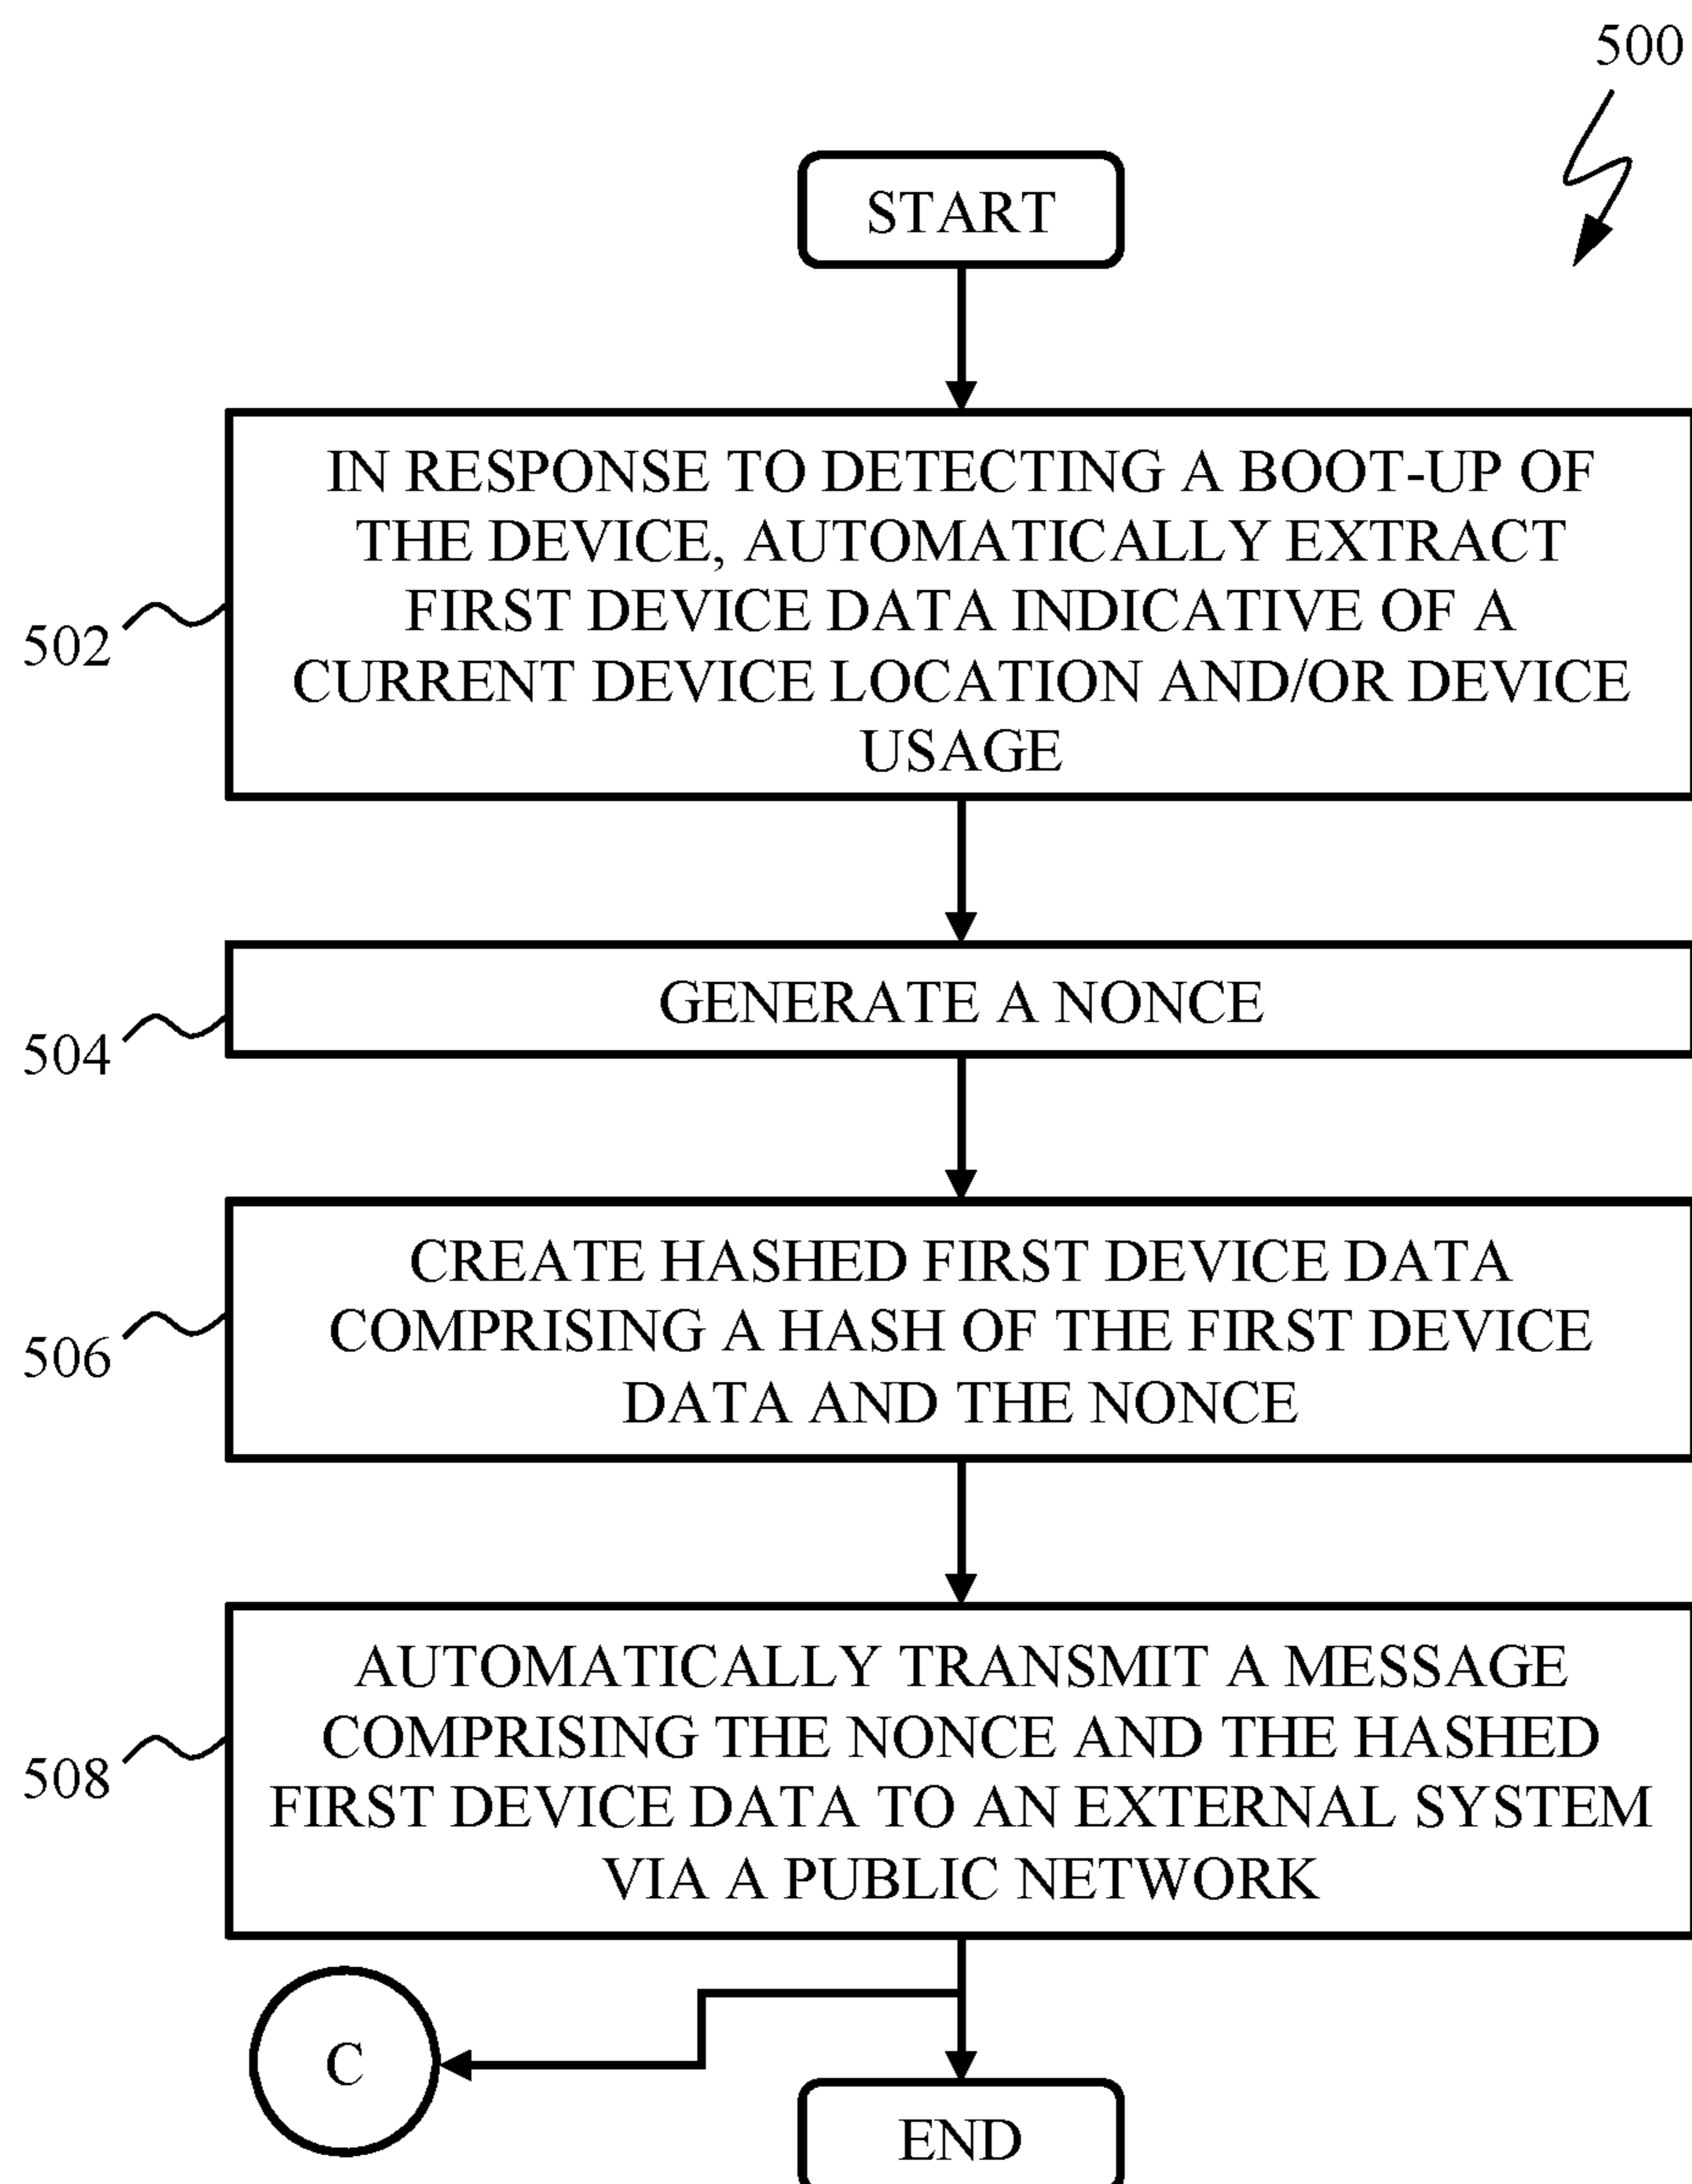 500
START
IN RESPONSE TO DETECTING A BOOT-UP OF
THE DEVICE, AUTOMATICALLY EXTRACT
FIRST DEVICE DATA INDICATIVE OF A
CURRENT DEVICE LOCATION AND/OR DEVICE
USAGE
502
GENERATE A NONCE
504
CREATE HASHED FIRST DEVICE DATA
COMPRISING A HASH OF THE FIRST DEVICE
DATA AND THE NONCE
506
AUTOMATICALLY TRANSMIT A MESSAGE
COMPRISING THE NONCE AND THE HASHED
FIRST DEVICE DATA TO AN EXTERNAL SYSTEM
VIA A PUBLIC NETWORK
508
C
END